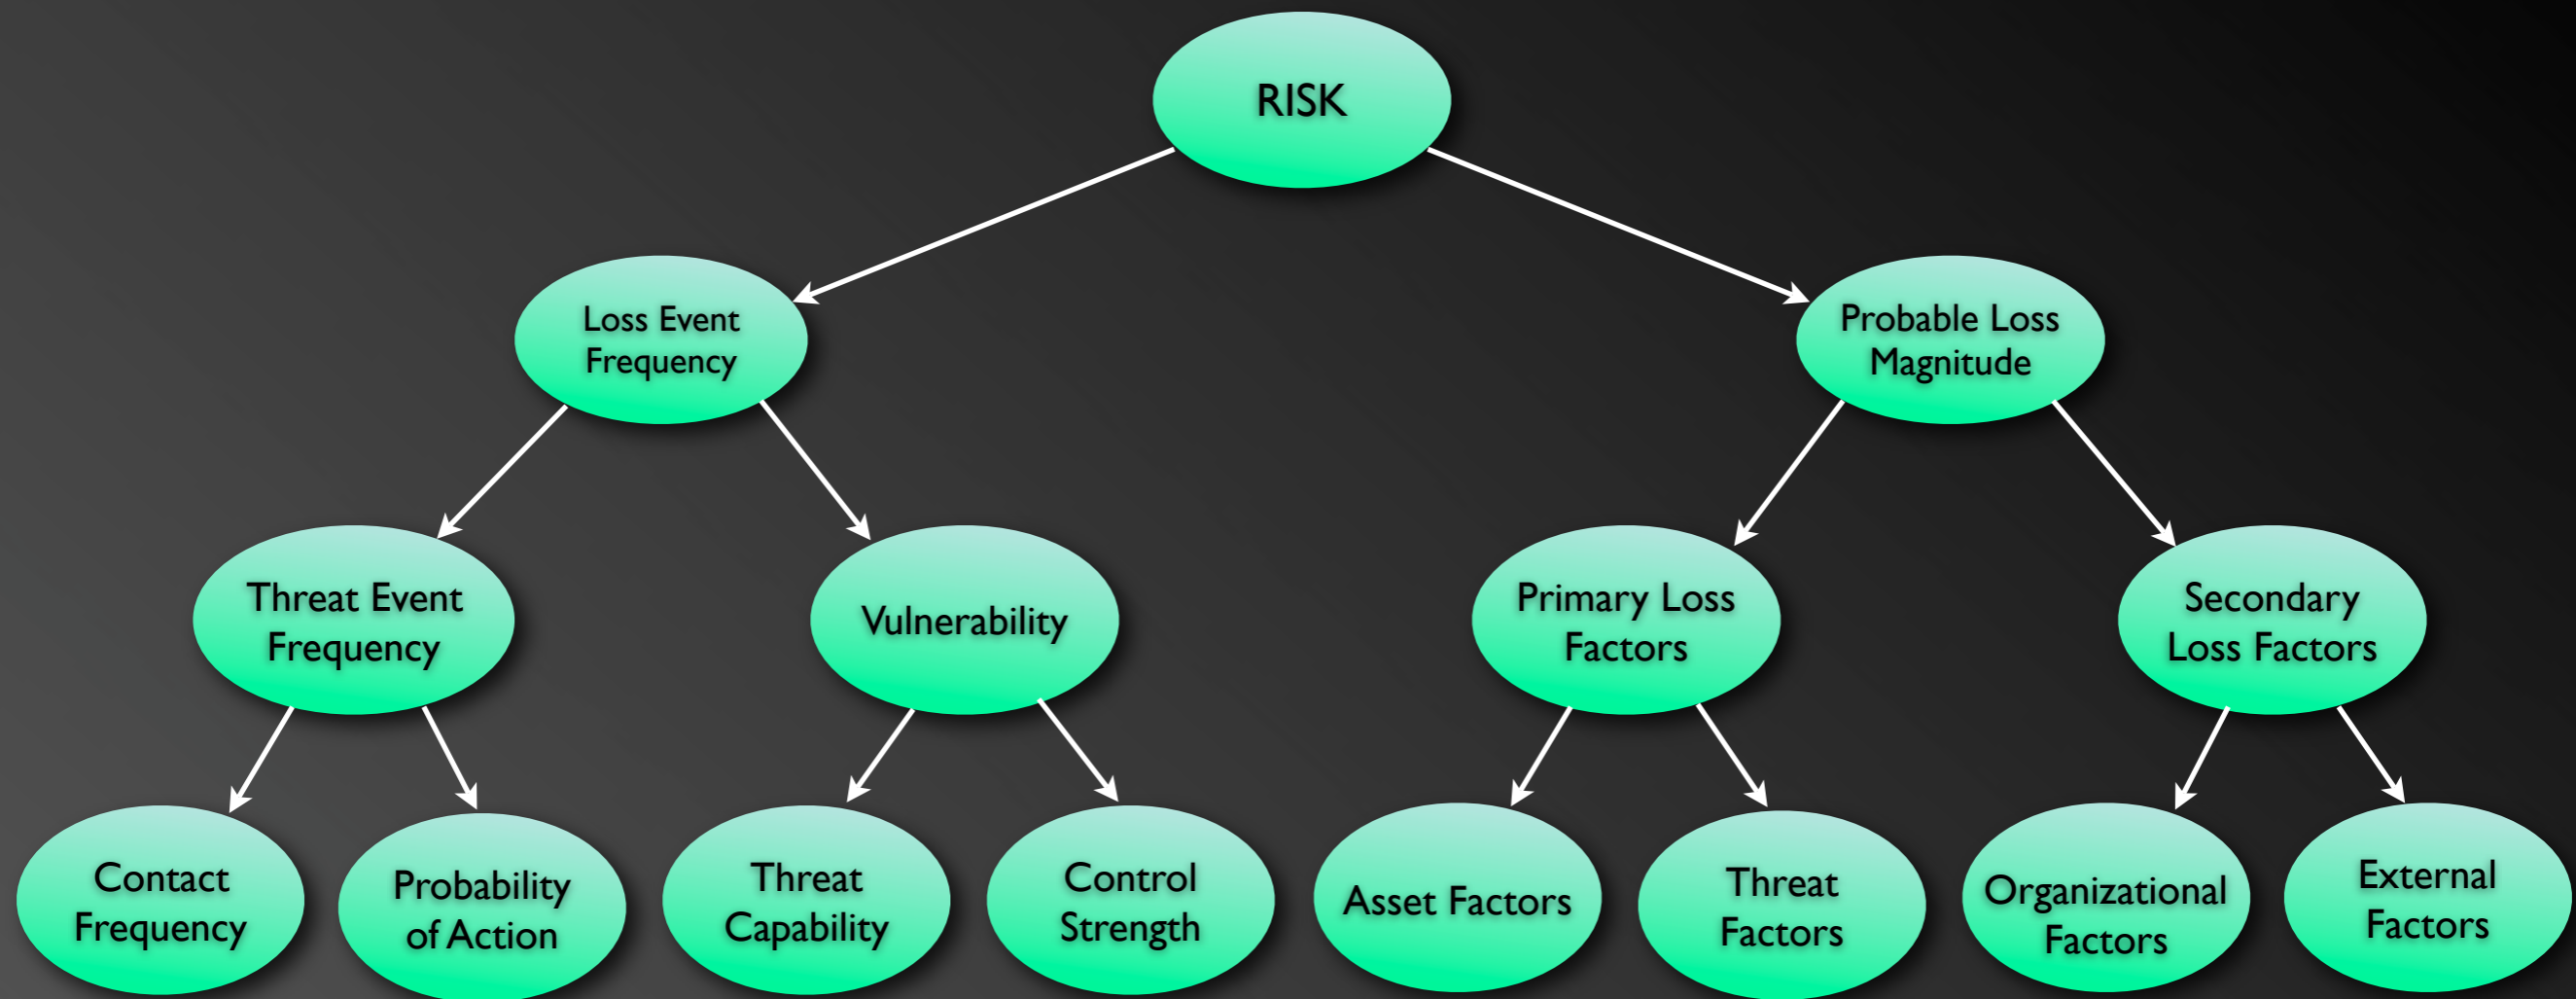 RISK
Loss Event
Frequency
Probable Loss
Magnitude
Threat Event
Frequency
Vulnerability
Primary Loss
Factors
Secondary
Loss Factors
Contact
Frequency
Probability
of Action
Threat
Capability
Control
Strength
Asset Factors
Threat
Factors
Organizational
Factors
External
Factors